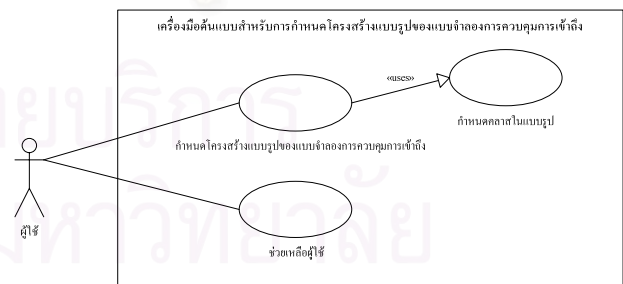 เครื่องมือต้นแบบสำหรับการกำหนดโครงสร้างแบบรูปของแบบจำลองการควบคุมการเข้าถึง
«uses»
กำหนดคลาสในแบบรูป
กำหนดโครงสร้างแบบรูปของแบบจำลองการควบคุมการเข้าถึง
ผู้ใช้
ช่วยเหลือผู้ใช้